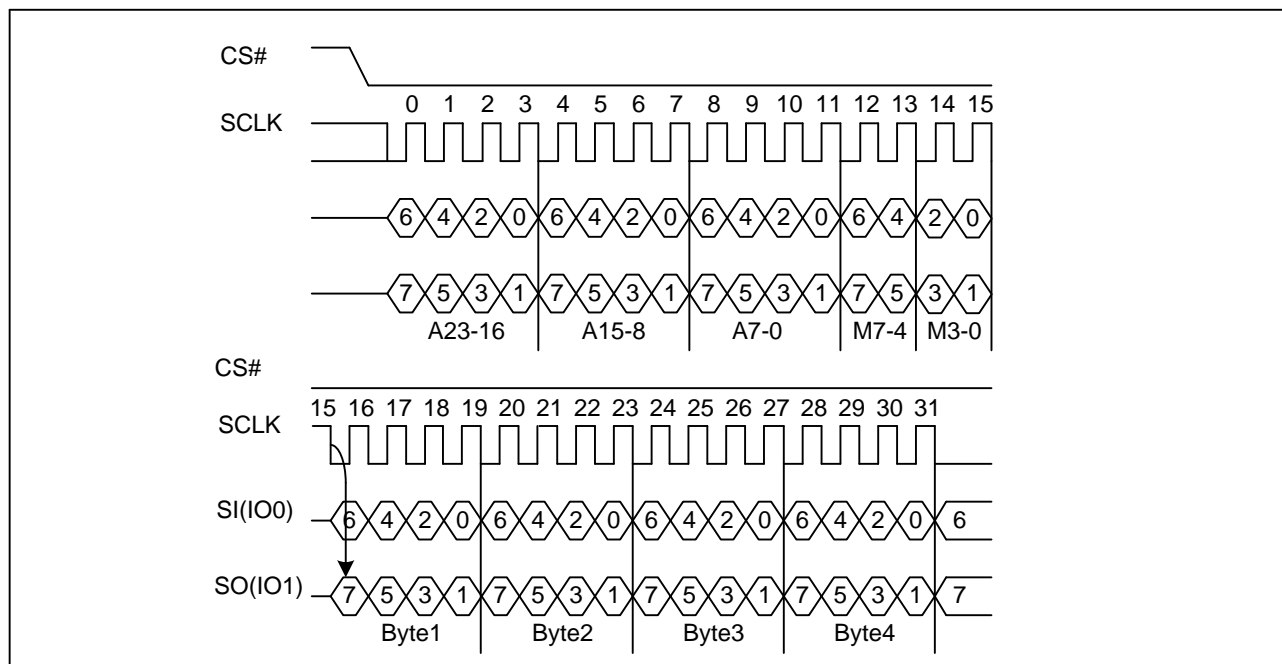 CS#
0 1 2 3 4 5 6 7 8 9 10 11 12 13 14 15
SCLK
6 4 2 0 6 4 2 0 6 4 2 0 6 4 2 0
7 5 3 1 7 5 3 1 7 5 3 1 7 5 3 1
A23-16 A15-8 A7-0 M7-4 M3-0
CS#
15 16 17 18 19 20 21 22 23 24 25 26 27 28 29 30 31
SCLK
SI(IO0) 6 4 2 0 6 4 2 0 6 4 2 0 6 4 2 0 6
SO(IO1) 7 5 3 1 7 5 3 1 7 5 3 1 7 5 3 1 7
Byte1 Byte2 Byte3 Byte4